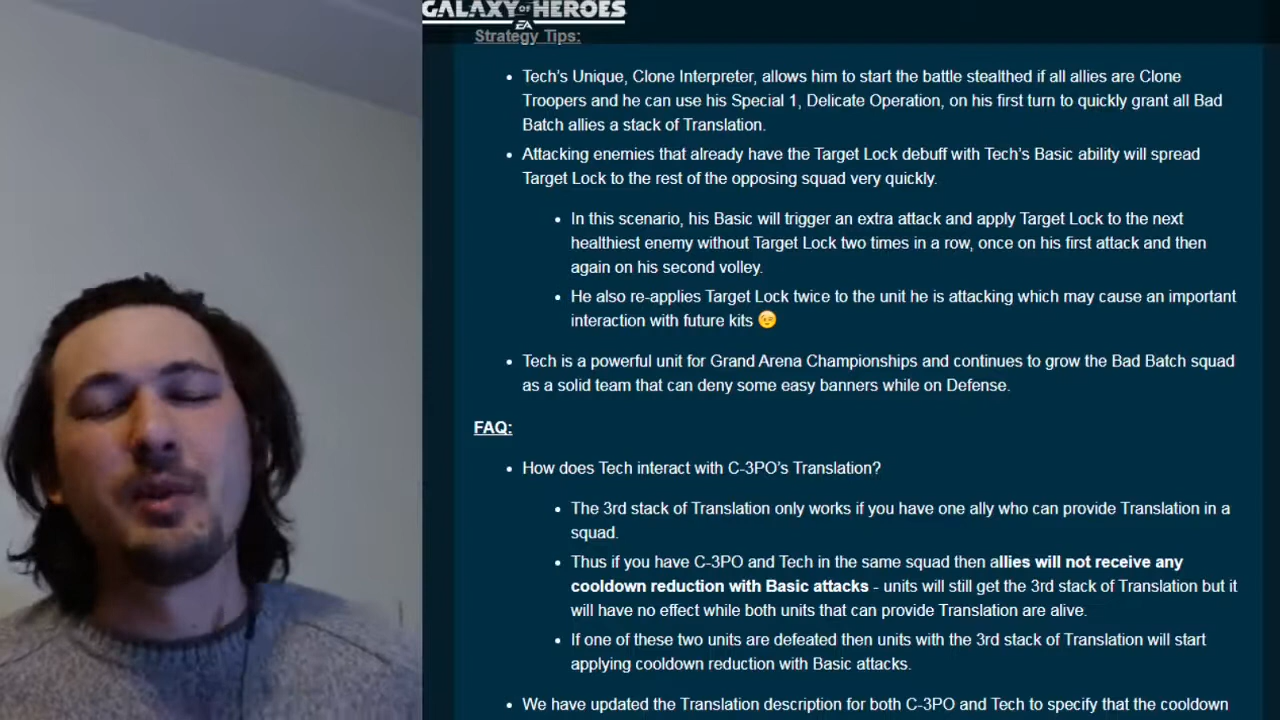 GALAXY OF HEROES
EA
Strategy Tips:
• Tech's Unique, Clone Interpreter, allows him to start the battle stealthed if all allies are Clone
Troopers and he can use his Special 1, Delicate Operation, on his first turn to quickly grant all Bad
Batch allies a stack of Translation.
• Attacking enemies that already have the Target Lock debuff with Tech's Basic ability will spread
Target Lock to the rest of the opposing squad very quickly.
• In this scenario, his Basic will trigger an extra attack and apply Target Lock to the next
healthiest enemy without Target Lock two times in a row, once on his first attack and then
again on his second volley.
• He also re-applies Target Lock twice to the unit he is attacking which may cause an important
interaction with future kits 😉
• Tech is a powerful unit for Grand Arena Championships and continues to grow the Bad Batch squad
as a solid team that can deny some easy banners while on Defense.
FAQ:
• How does Tech interact with C-3PO's Translation?
• The 3rd stack of Translation only works if you have one ally who can provide Translation in a
squad.
• Thus if you have C-3PO and Tech in the same squad then allies will not receive any
cooldown reduction with Basic attacks - units will still get the 3rd stack of Translation but it
will have no effect while both units that can provide Translation are alive.
• If one of these two units are defeated then units with the 3rd stack of Translation will start
applying cooldown reduction with Basic attacks.
• We have updated the Translation description for both C-3PO and Tech to specify that the cooldown